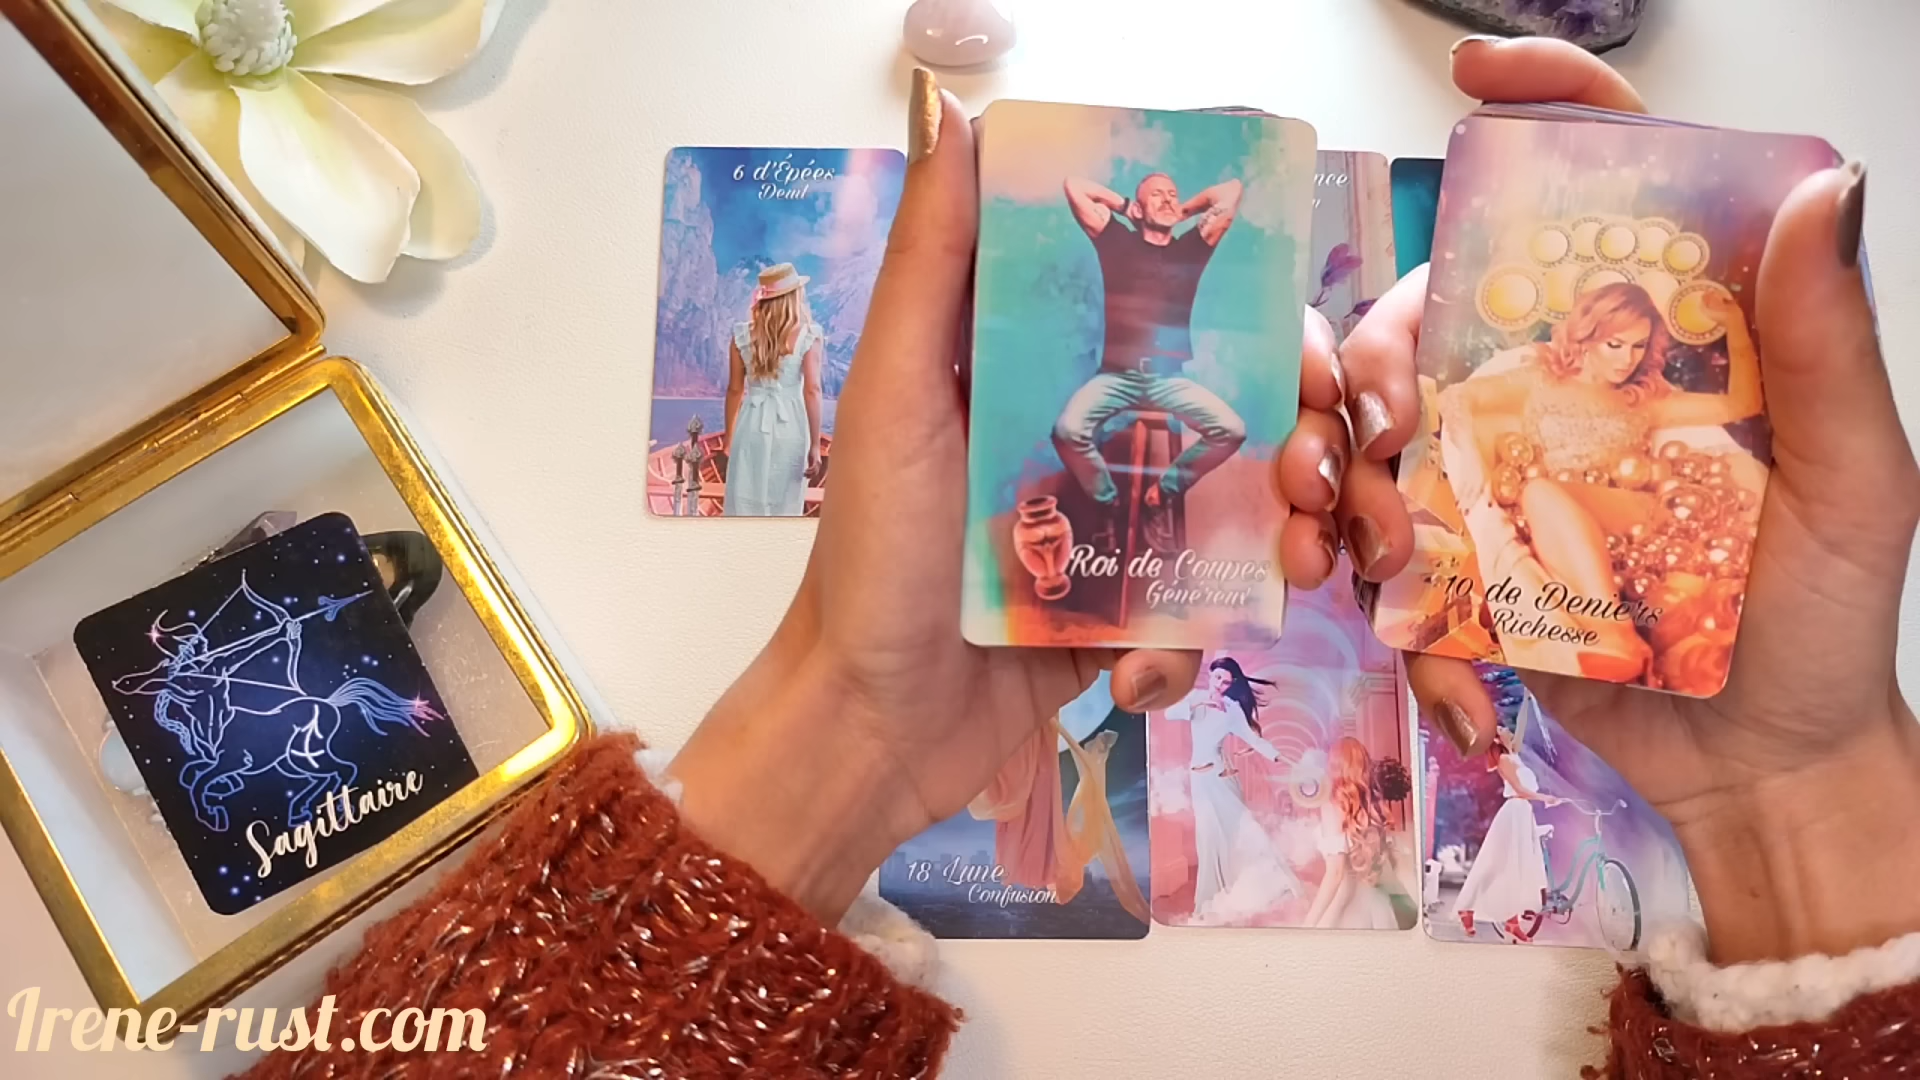 6 d'Épées
Deuil
Roi de Coupes
Généreux
10 de Deniers
Richesse
18 Lune
Confusion
Sagittaire
Irene-rust.com